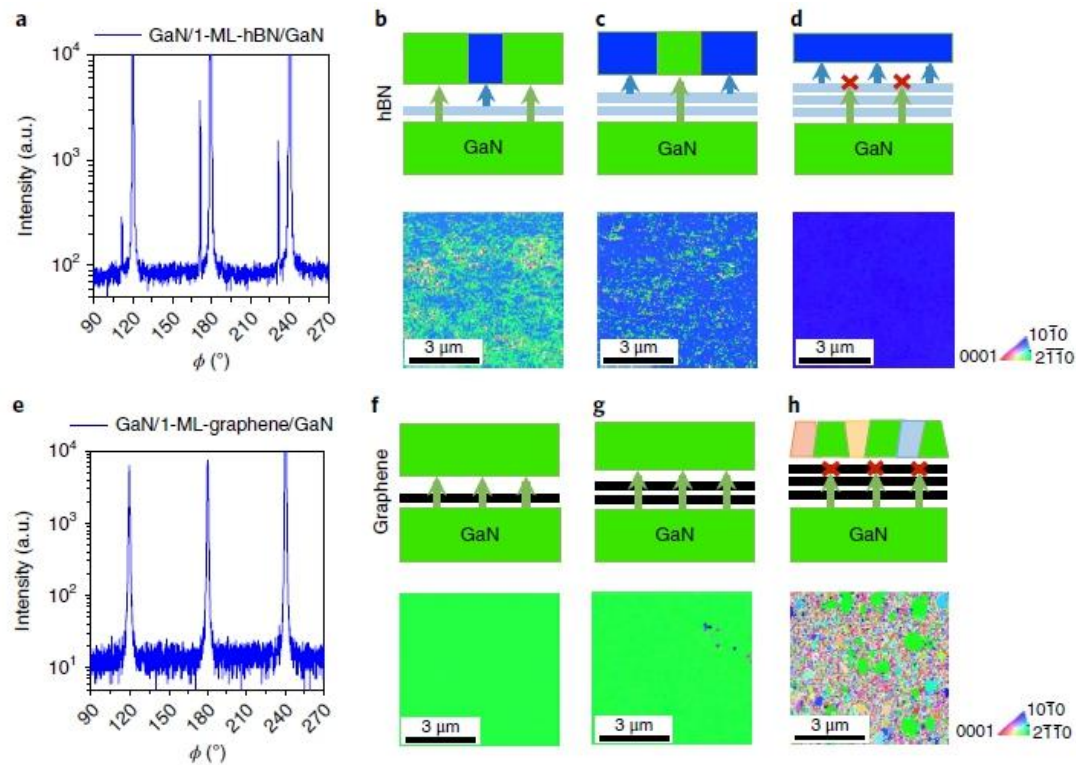 a
GaN/1-ML-hBN/GaN
Intensity (a.u.)
10⁴
10³
10²
90 120 150 180 210 240 270
ϕ (°)
b
c
d
hBN
GaN
GaN
GaN
3 μm
3 μm
3 μm
0001
101̅0
21̅1̅0
e
GaN/1-ML-graphene/GaN
Intensity (a.u.)
10⁴
10³
10²
10¹
90 120 150 180 210 240 270
ϕ (°)
f
g
h
Graphene
GaN
GaN
GaN
3 μm
3 μm
3 μm
0001
101̅0
21̅1̅0